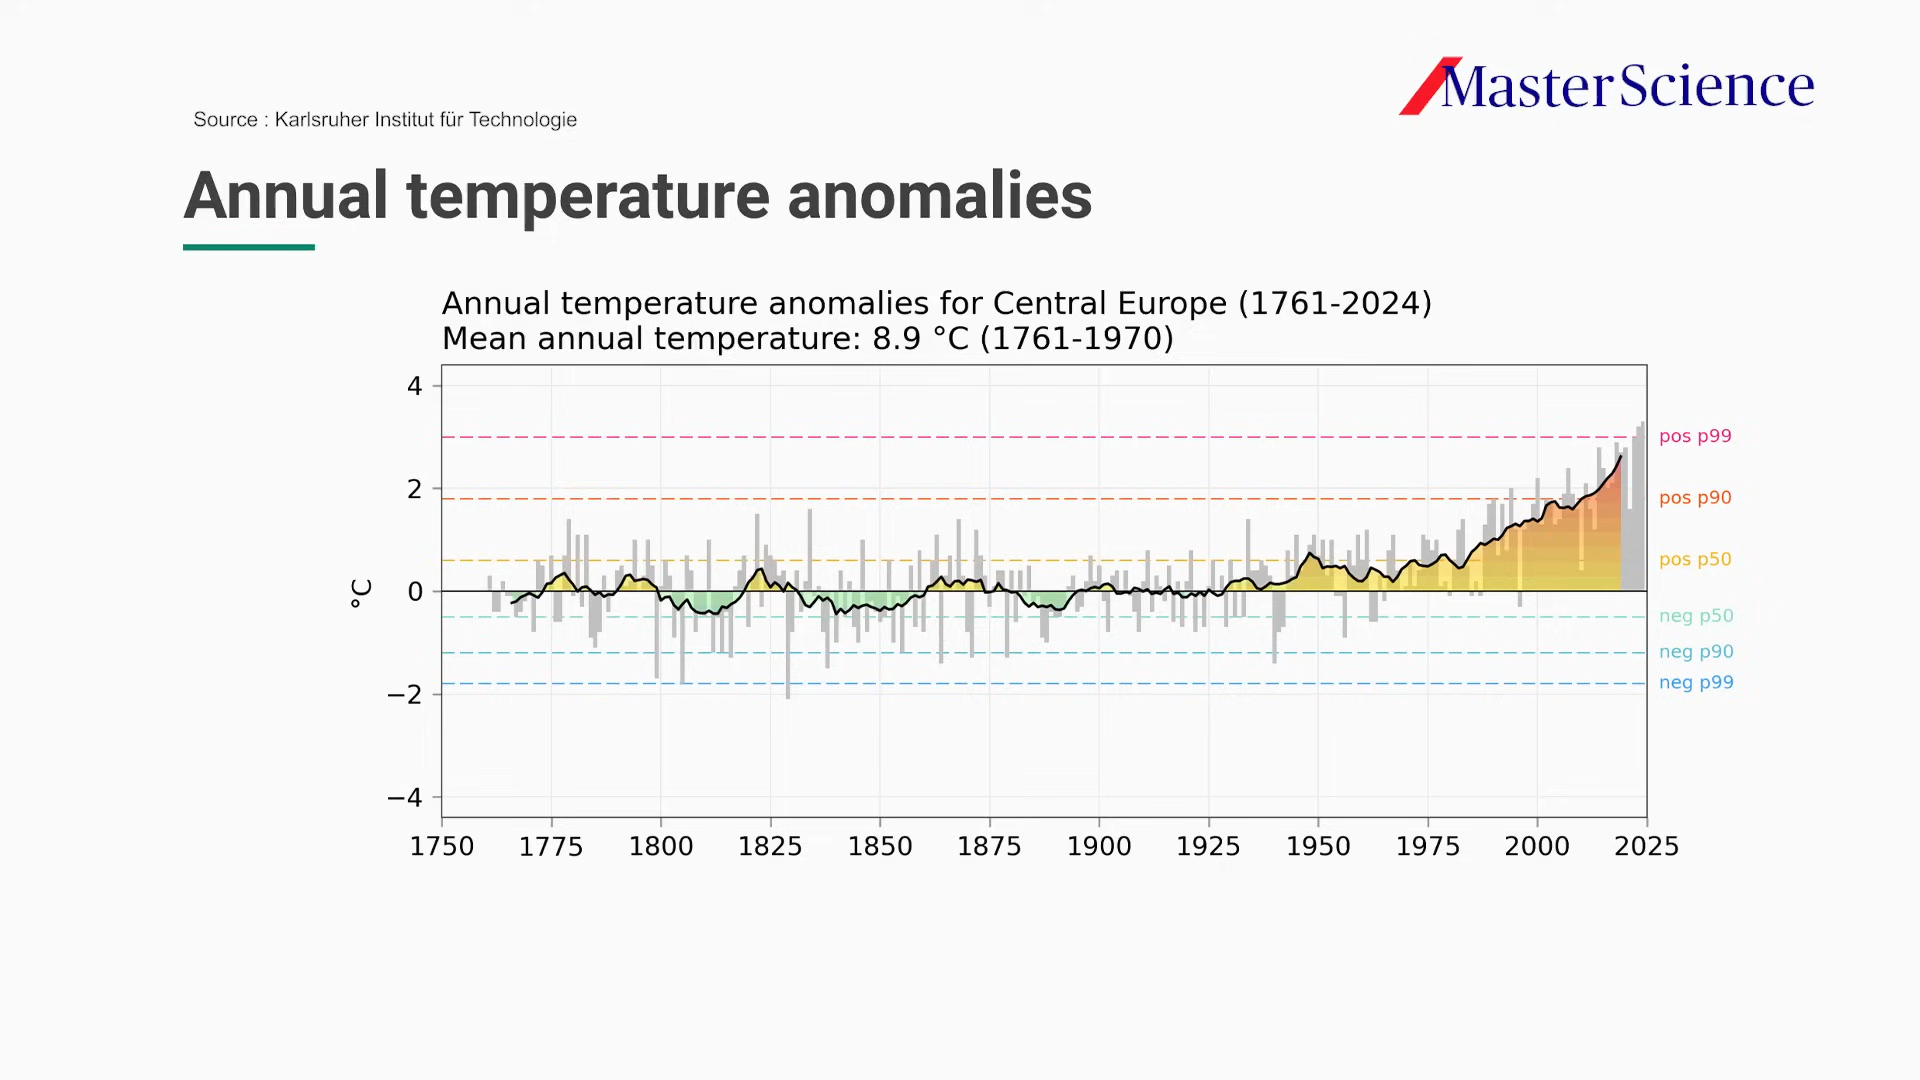 MasterScience
Source : Karlsruher Institut für Technologie
Annual temperature anomalies
Annual temperature anomalies for Central Europe (1761-2024)
Mean annual temperature: 8.9 °C (1761-1970)
°C
4
2
0
−2
−4
pos p99
pos p90
pos p50
neg p50
neg p90
neg p99
1750 1775 1800 1825 1850 1875 1900 1925 1950 1975 2000 2025